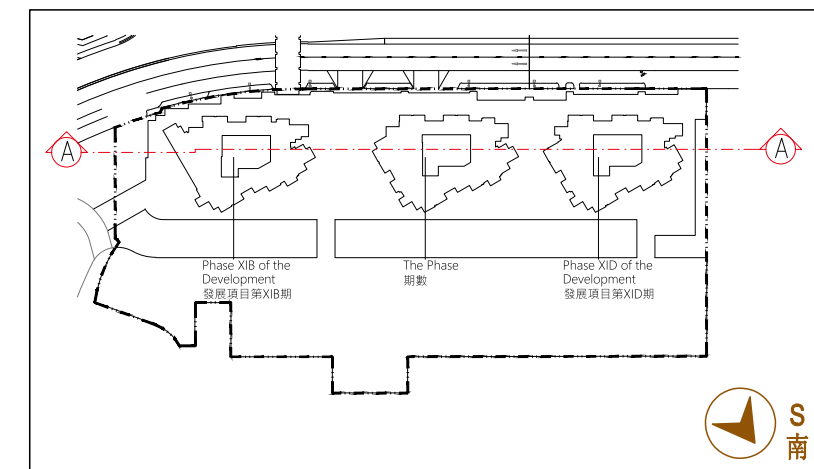 A
A
Phase XIB of the
Development
發展項目第XIB期
The Phase
期數
Phase XID of the
Development
發展項目第XID期
S
南